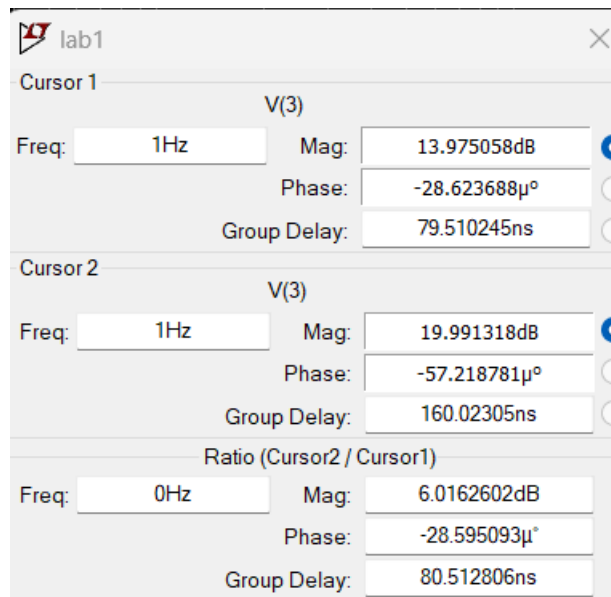 lab1
Cursor 1
V(3)
Freq: 1Hz Mag: 13.975058dB
Phase: -28.623688µº
Group Delay: 79.510245ns
Cursor 2
V(3)
Freq: 1Hz Mag: 19.991318dB
Phase: -57.218781µº
Group Delay: 160.02305ns
Ratio (Cursor2 / Cursor1)
Freq: 0Hz Mag: 6.0162602dB
Phase: -28.595093µ°
Group Delay: 80.512806ns